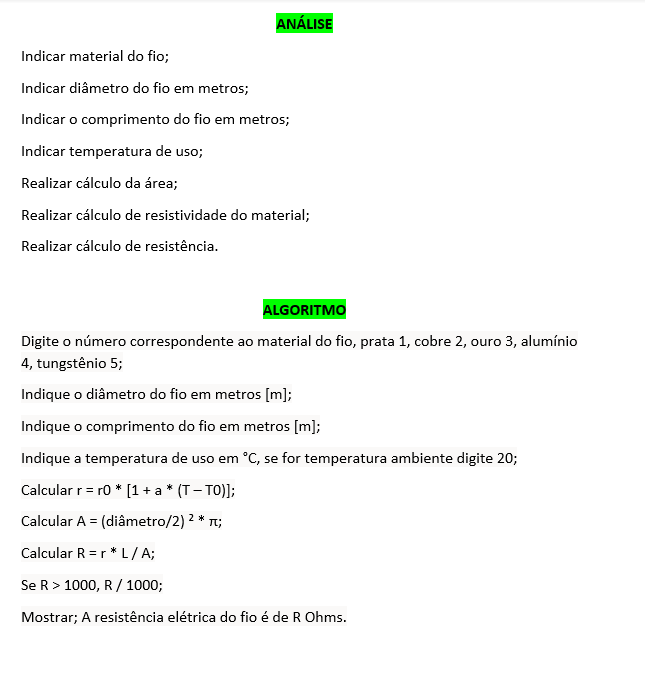 ANÁLISE
Indicar material do fio;
Indicar diâmetro do fio em metros;
Indicar o comprimento do fio em metros;
Indicar temperatura de uso;
Realizar cálculo da área;
Realizar cálculo de resistividade do material;
Realizar cálculo de resistência.
ALGORITMO
Digite o número correspondente ao material do fio, prata 1, cobre 2, ouro 3, alumínio
4, tungstênio 5;
Indique o diâmetro do fio em metros [m];
Indique o comprimento do fio em metros [m];
Indique a temperatura de uso em °C, se for temperatura ambiente digite 20;
Calcular r = r0 * [1 + a * (T – T0)];
Calcular A = (diâmetro/2) ² * π;
Calcular R = r * L / A;
Se R > 1000, R / 1000;
Mostrar; A resistência elétrica do fio é de R Ohms.